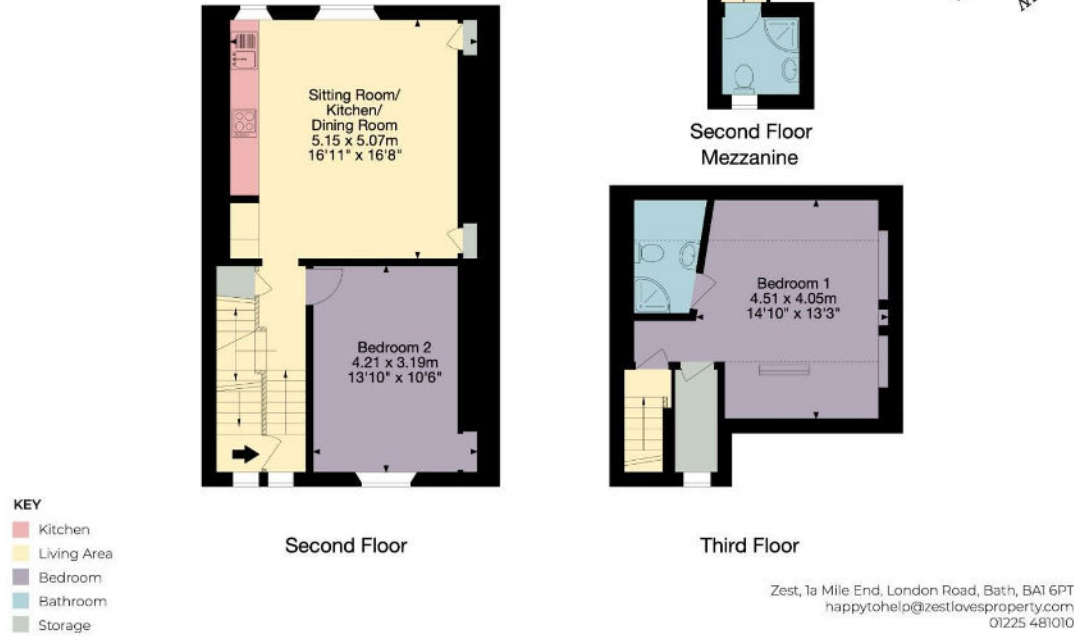 Sitting Room/
Kitchen/
Dining Room
5.15 x 5.07m
16'11" x 16'8"
Second Floor
Mezzanine
Bedroom 1
4.51 x 4.05m
14'10" x 13'3"
Bedroom 2
4.21 x 3.19m
13'10" x 10'6"
KEY
Kitchen
Living Area
Bedroom
Bathroom
Storage
Second Floor
Third Floor
Zest, 1a Mile End, London Road, Bath, BA1 6PT
happytohelp@zestlovesproperty.com
01225 481010